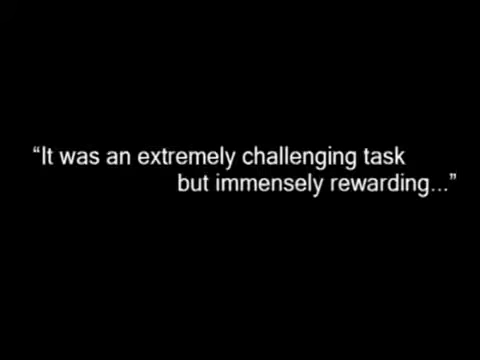 “It was an extremely challenging task
but immensely rewarding...”